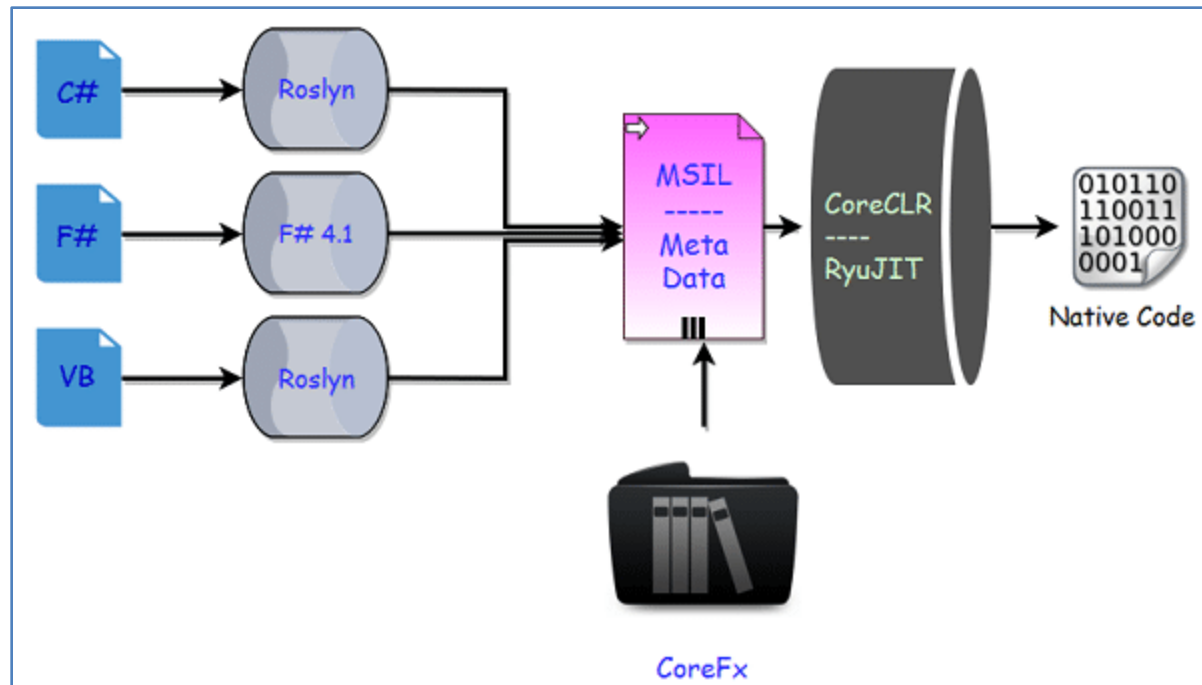 C#
Roslyn
F#
F# 4.1
VB
Roslyn
MSIL
-----
Meta
Data
CoreCLR
----
RyuJIT
010110
110011
101000
0001
Native Code
CoreFx